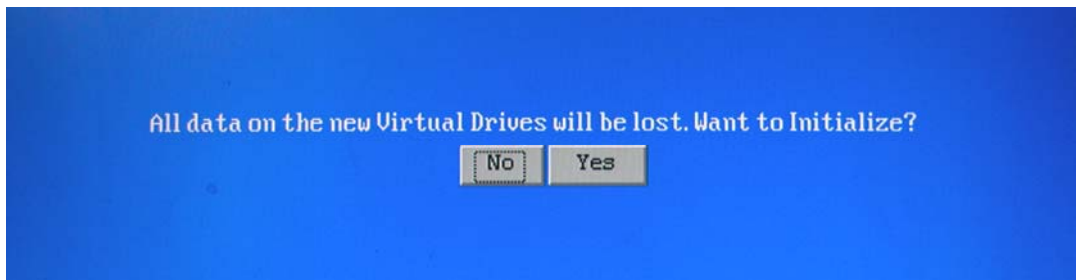 All data on the new Virtual Drives will be lost. Want to Initialize?
No Yes